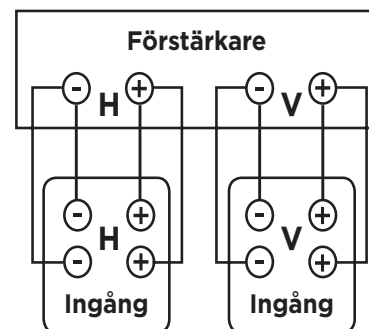 Förstärkare
- H + - V +
- H + - V +
- + - +
Ingång Ingång